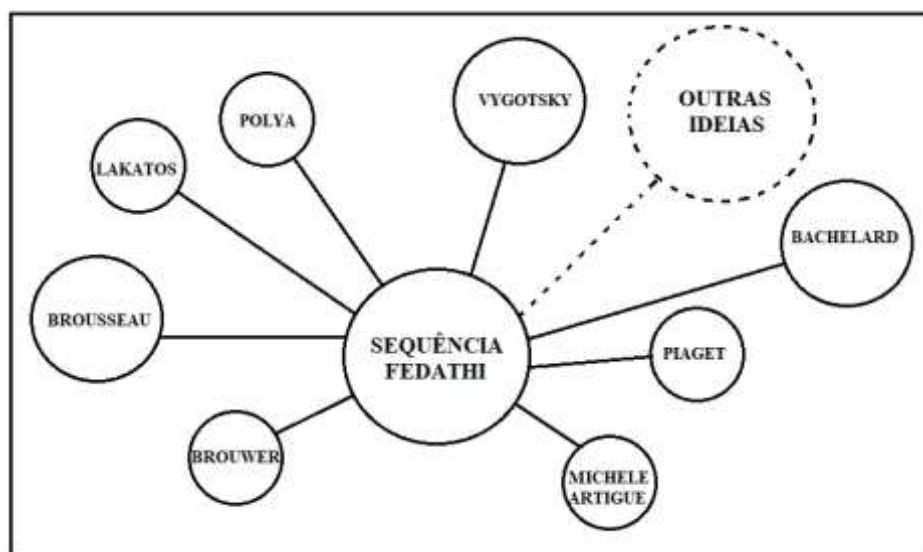 VYGOTSKY
OUTRAS
IDEIAS
POLYA
LAKATOS
BACHELARD
BROUSSEAU
SEQUÊNCIA
FEDATHI
PIAGET
BROUWER
MICHELE
ARTIGUE